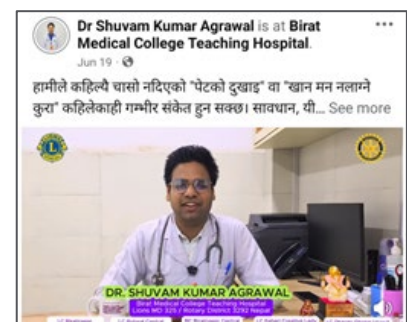 Dr Shuvam Kumar Agrawal is at Birat
Medical College Teaching Hospital.
Jun 19 ·
हामीले कहिल्यै चासो नदिएको "पेटको दुखाइ" वा "खान मन नलाग्ने
कुरा" कहिलेकाही गम्भीर संकेत हुन सक्छ। सावधान, यी... See more
DR. SHUVAM KUMAR AGRAWAL
Birat Medical College Teaching Hospital
Lions MD 325 / Rotary District 3292 Nepal